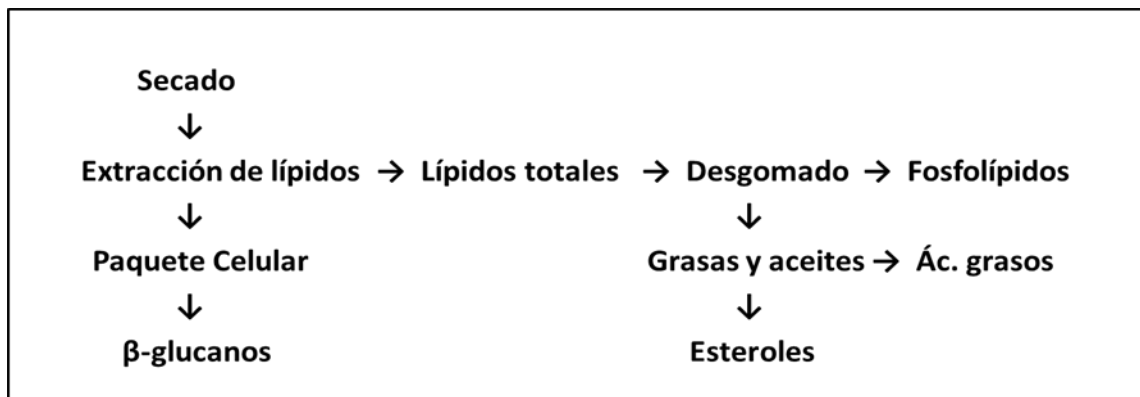 Secado
↓
Extracción de lípidos → Lípidos totales → Desgomado → Fosfolípidos
↓ ↓
Paquete Celular Grasas y aceites → Ác. grasos
↓ ↓
β-glucanos Esteroles